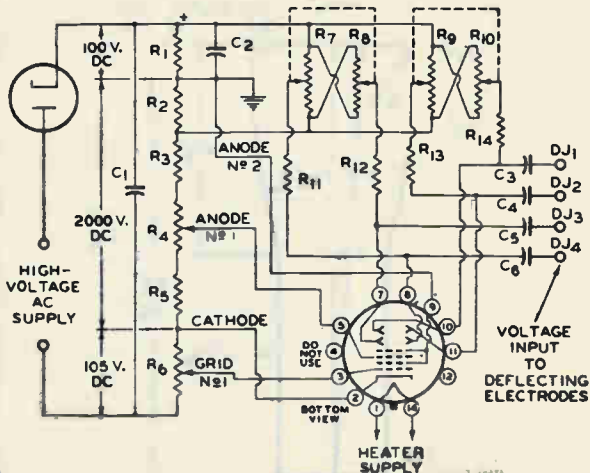 +
100 V.
DC
R1
C2
R7
R8
R9
R10
R2
ANODE
Nº 2
R14
DJ1
C3
R3
C1
R12
R13
R11
DJ2
C4
2000 V.
DC
R4
ANODE
Nº 1
DJ3
C5
DJ4
C6
HIGH-
VOLTAGE
AC
SUPPLY
R5
CATHODE
105 V.
DC
R6
GRID
Nº 1
DO NOT
USE
BOTTOM
VIEW
7
8
9
5
10
4
11
3
12
2
1
14
VOLTAGE
INPUT
TO
DEFLECTING
ELECTRODES
HEATER
SUPPLY